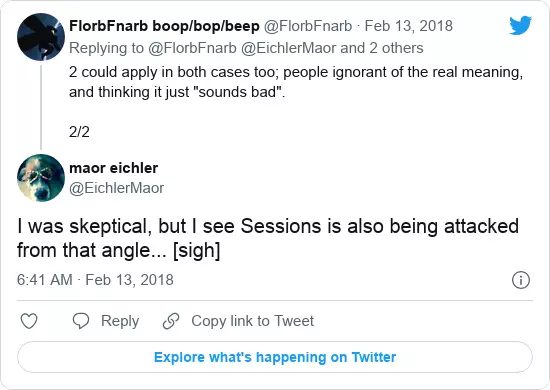 FlorbFnarb boop/bop/beep @FlorbFnarb · Feb 13, 2018
Replying to @FlorbFnarb @EichlerMaor and 2 others
2 could apply in both cases too; people ignorant of the real meaning,
and thinking it just "sounds bad".
2/2
maor eichler
@EichlerMaor
I was skeptical, but I see Sessions is also being attacked
from that angle... [sigh]
6:41 AM · Feb 13, 2018
Reply Copy link to Tweet
Explore what's happening on Twitter